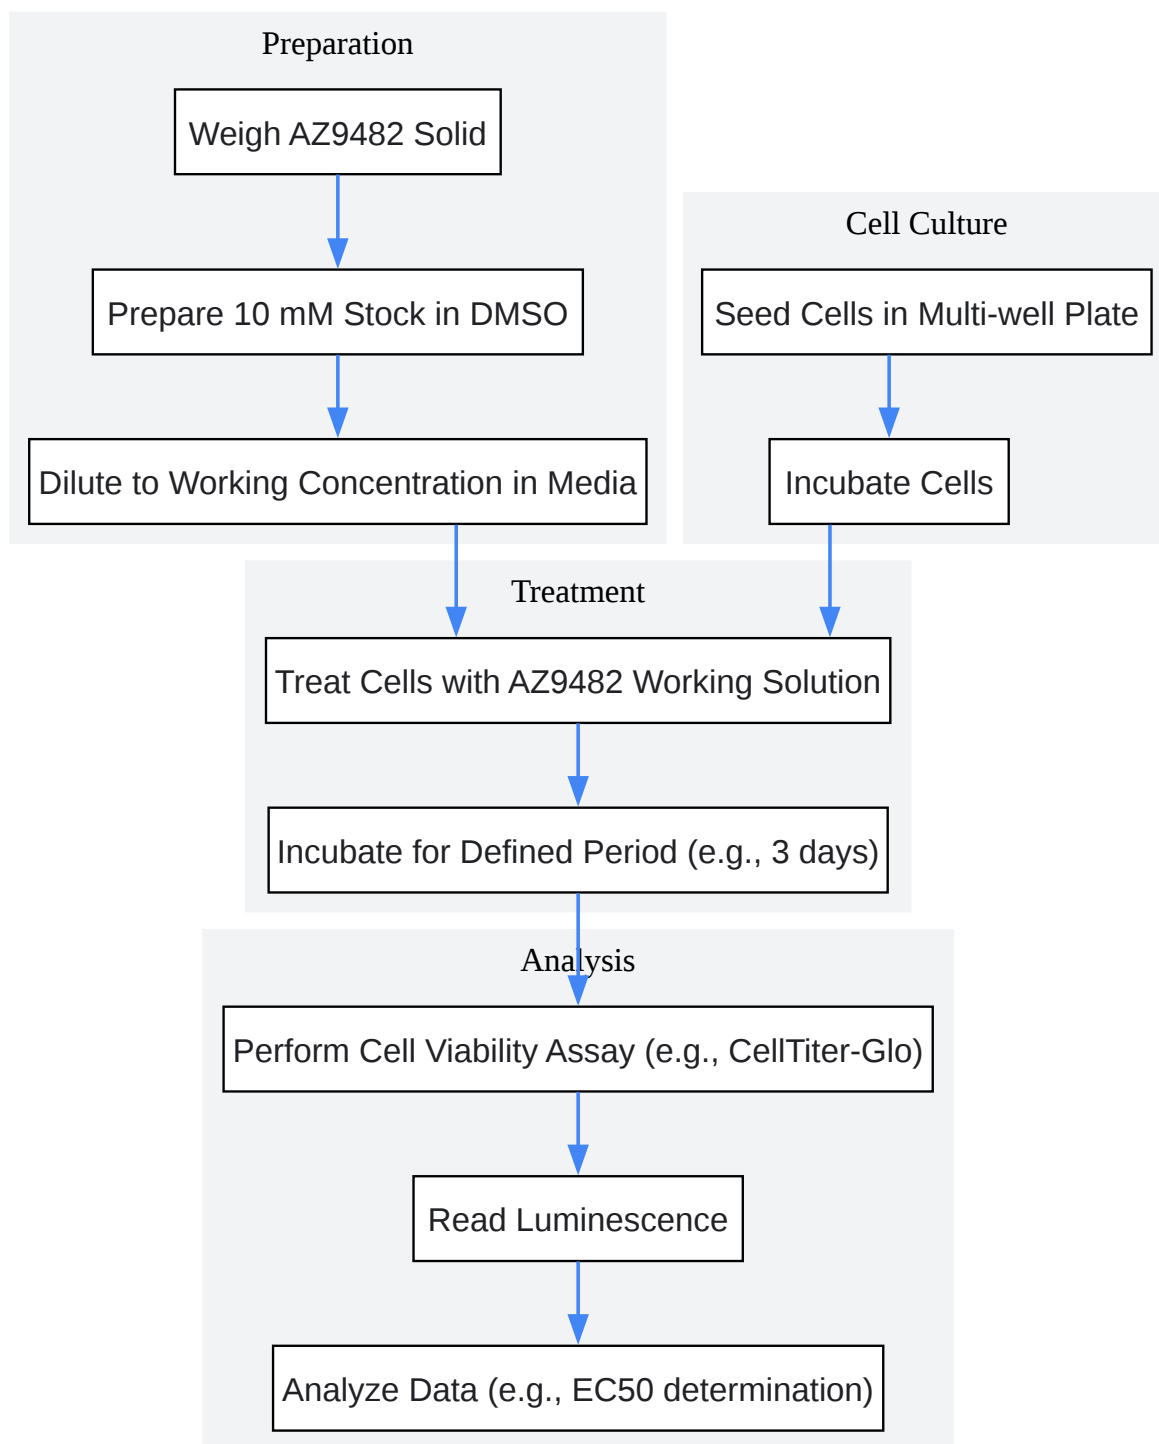 Preparation
Weigh AZ9482 Solid
Prepare 10 mM Stock in DMSO
Dilute to Working Concentration in Media
Cell Culture
Seed Cells in Multi-well Plate
Incubate Cells
Treatment
Treat Cells with AZ9482 Working Solution
Incubate for Defined Period (e.g., 3 days)
Analysis
Perform Cell Viability Assay (e.g., CellTiter-Glo)
Read Luminescence
Analyze Data (e.g., EC50 determination)